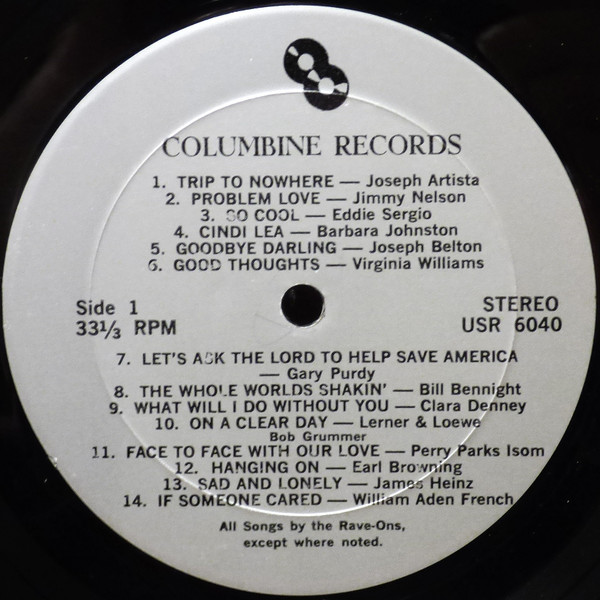 COLUMBINE RECORDS
1. TRIP TO NOWHERE — Joseph Artista
2. PROBLEM LOVE — Jimmy Nelson
3. SO COOL — Eddie Sergio
4. CINDI LEA — Barbara Johnston
5. GOODBYE DARLING — Joseph Belton
6. GOOD THOUGHTS — Virginia Williams
Side 1
33⅓ RPM
STEREO
USR 6040
7. LET'S ASK THE LORD TO HELP SAVE AMERICA
— Gary Purdy
8. THE WHOLE WORLDS SHAKIN' — Bill Bennight
9. WHAT WILL I DO WITHOUT YOU — Clara Denney
10. ON A CLEAR DAY — Lerner & Loewe
Bob Grummer
11. FACE TO FACE WITH OUR LOVE — Perry Parks Isom
12. HANGING ON — Earl Browning
13. SAD AND LONELY — James Heinz
14. IF SOMEONE CARED — William Aden French
All Songs by the Rave-Ons,
except where noted.